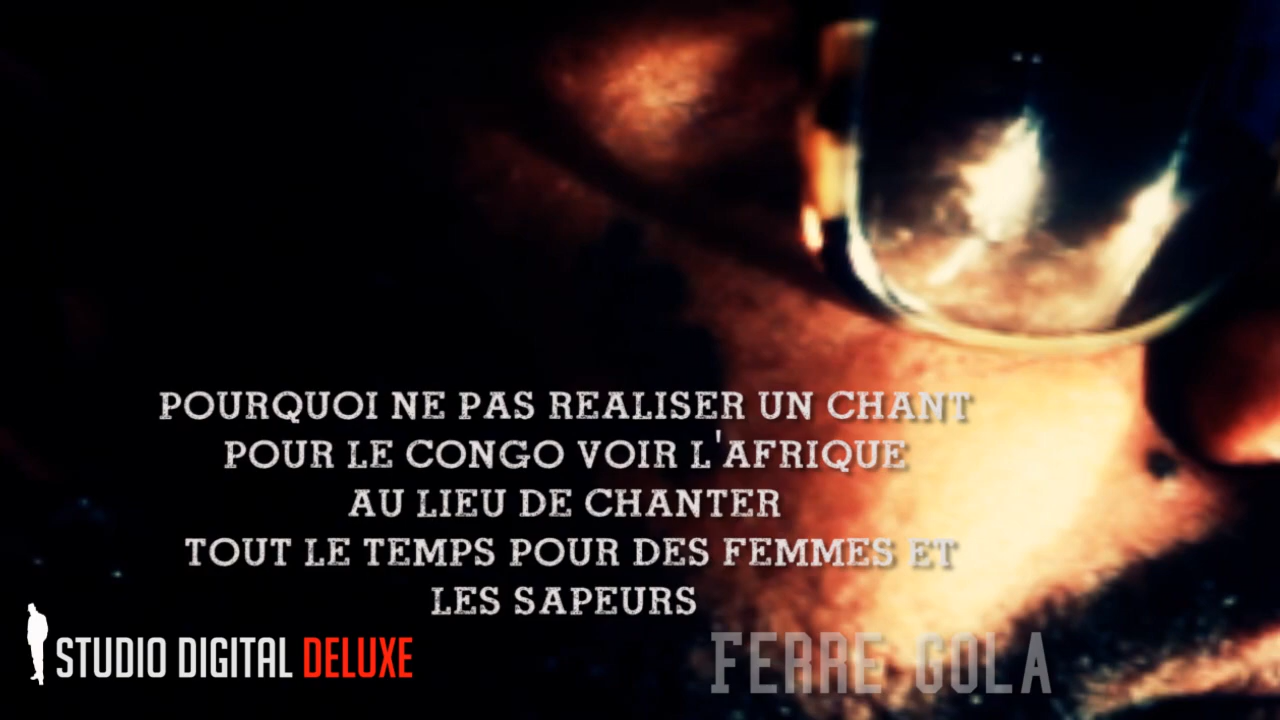 POURQUOI NE PAS REALISER UN CHANT
POUR LE CONGO VOIR L'AFRIQUE
AU LIEU DE CHANTER
TOUT LE TEMPS POUR DES FEMMES ET
LES SAPEURS
STUDIO DIGITAL DELUXE
FERRE GOLA